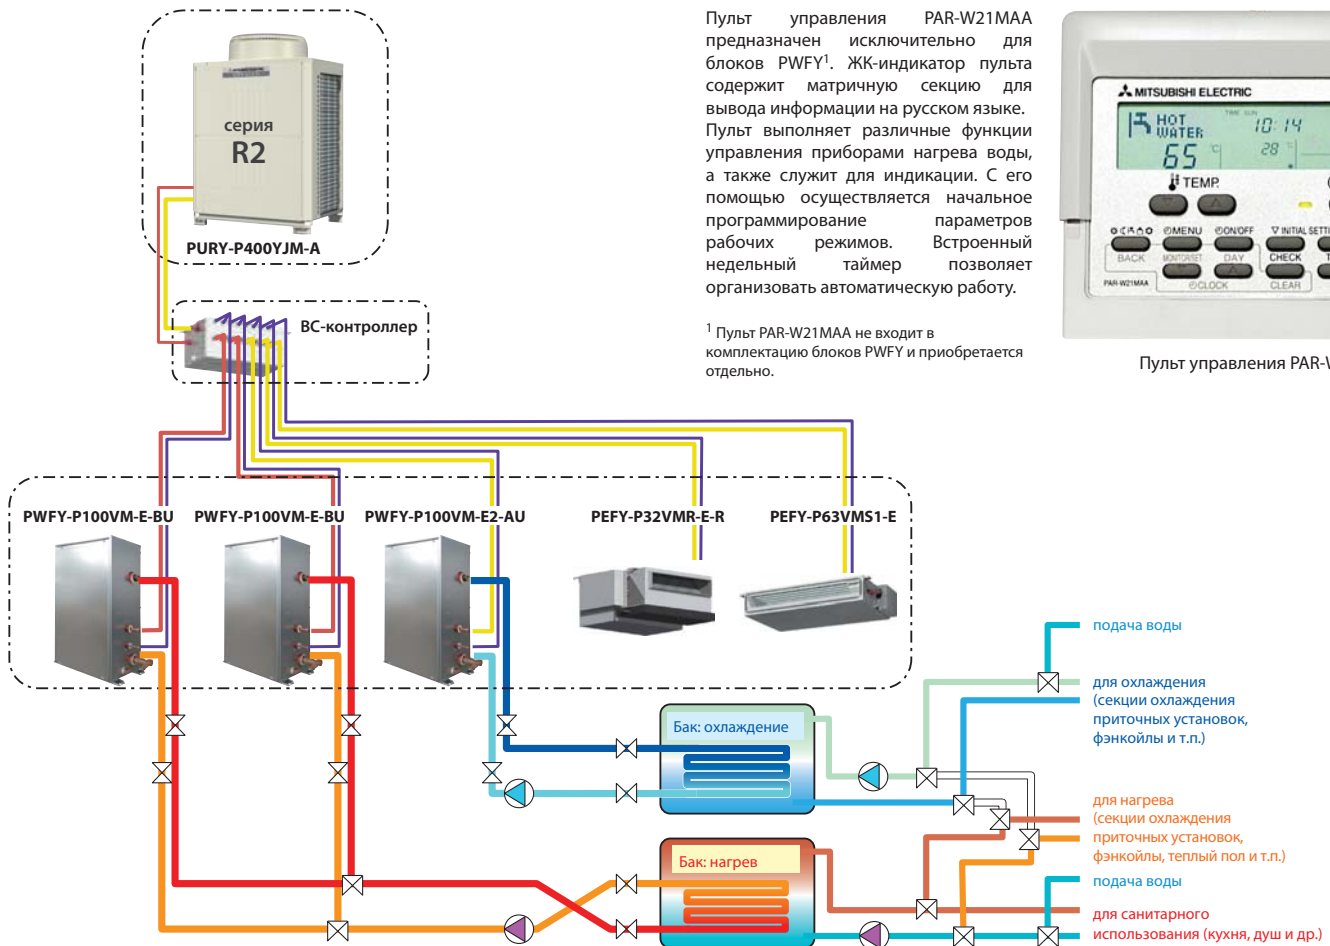 серия
R2
PURY-P400YJM-A
BC-контроллер
Пульт управления PAR-W21MAA
предназначен исключительно для
блоков PWFY¹. ЖК-индикатор пульта
содержит матричную секцию для
вывода информации на русском языке.
Пульт выполняет различные функции
управления приборами нагрева воды,
а также служит для индикации. С его
помощью осуществляется начальное
программирование параметров
рабочих режимов. Встроенный
недельный таймер позволяет
организовать автоматическую работу.
¹ Пульт PAR-W21MAA не входит в
комплектацию блоков PWFY и приобретается
отдельно.
MITSUBISHI ELECTRIC
TIME SUN
HOT
WATER
10:14
65 °C
28 °C
TEMP.
MENU ON/OFF INITIAL SETTI
BACK MONITOR/SET DAY CHECK
PAR-W21MAA CLOCK CLEAR
Пульт управления PAR-W
PWFY-P100VM-E-BU PWFY-P100VM-E-BU PWFY-P100VM-E2-AU PEFY-P32VMR-E-R PEFY-P63VMS1-E
Бак: охлаждение
Бак: нагрев
подача воды
для охлаждения
(секции охлаждения
приточных установок,
фэнкойлы и т.п.)
для нагрева
(секции охлаждения
приточных установок,
фэнкойлы, теплый пол и т.п.)
подача воды
для санитарного
использования (кухня, душ и др.)